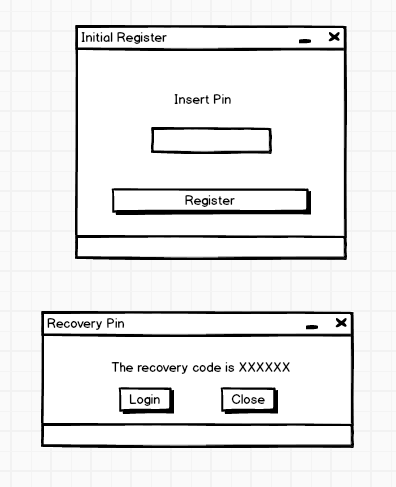 Initial Register
Insert Pin
Register
Recovery Pin
The recovery code is XXXXXX
Login Close